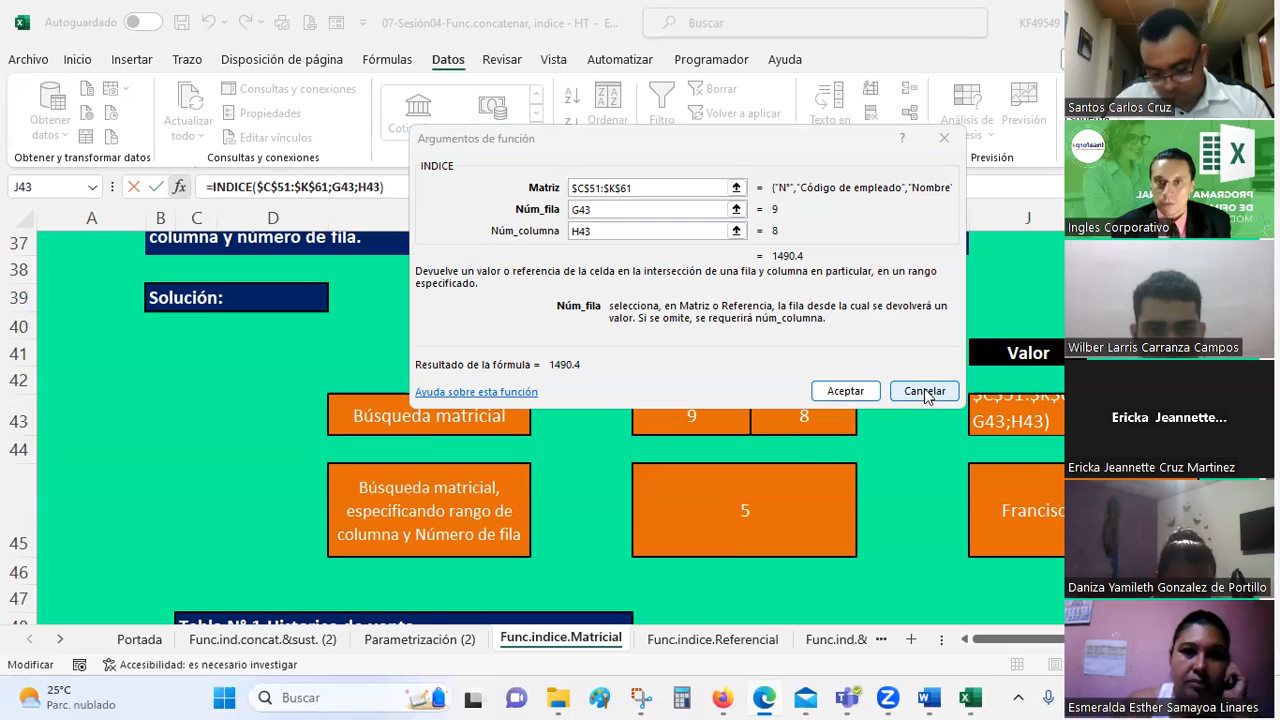 Autoguardado
07-Sesión04-Func.concatenar, indice - HT - E...
Buscar
KF49549
Archivo Inicio Insertar Trazo Disposición de página Fórmulas Datos Revisar Vista Automatizar Programador Ayuda
Obtener datos
Actualizar todo
Consultas y conexiones
Propiedades
Editar vínculos
Ordenar
Filtro
Borrar
Volver a aplicar
Texto en
Análisis de
Previsión
Obtener y transformar datos
Consultas y conexiones
Previsión
J43
=INDICE($C$51:$K$61;G43;H43)
A B C D J
37 columna y número de fila.
38
39 Solución:
40
41 Valor
42
43 Búsqueda matricial 9 8 G43;H43)
44
45 Búsqueda matricial, especificando rango de columna y Número de fila 5 Francisc
46
47
Argumentos de función ?
INDICE
Matriz $C$51:$K$61 = {"N°","Código de empleado","Nombre'
Núm_fila G43 = 9
Núm_columna H43 = 8
= 1490.4
Devuelve un valor o referencia de la celda en la intersección de una fila y columna en particular, en un rango
especificado.
Núm_fila selecciona, en Matriz o Referencia, la fila desde la cual se devolverá un
valor. Si se omite, se requerirá núm_columna.
Resultado de la fórmula = 1490.4
Ayuda sobre esta función
Aceptar
Cancelar
Portada Func.ind.concat.&sust. (2) Parametrización (2) Func.indice.Matricial Func.indice.Referencial Func.ind.& ...
Modificar
Accesibilidad: es necesario investigar
25°C
Parc. nublado
Buscar
Santos Carlos Cruz
Ingles Corporativo
Wilber Larris Carranza Campos
Ericka Jeannette...
Ericka Jeannette Cruz Martinez
Daniza Yamileth Gonzalez de Portillo
Esmeralda Esther Samayoa Linares